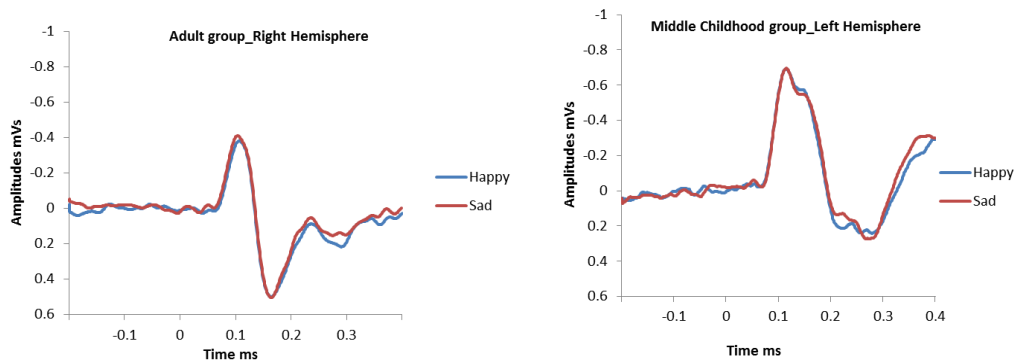 Adult group_Right Hemisphere
-1
-0.8
-0.6
-0.4
-0.2
0
0.2
0.4
0.6
Amplitudes mVs
-0.1
0
0.1
0.2
0.3
Time ms
Happy
Sad
Middle Childhood group_Left Hemisphere
-1
-0.8
-0.6
-0.4
-0.2
0
0.2
0.4
0.6
Amplitudes mVs
-0.1
0
0.1
0.2
0.3
0.4
Time ms
Happy
Sad